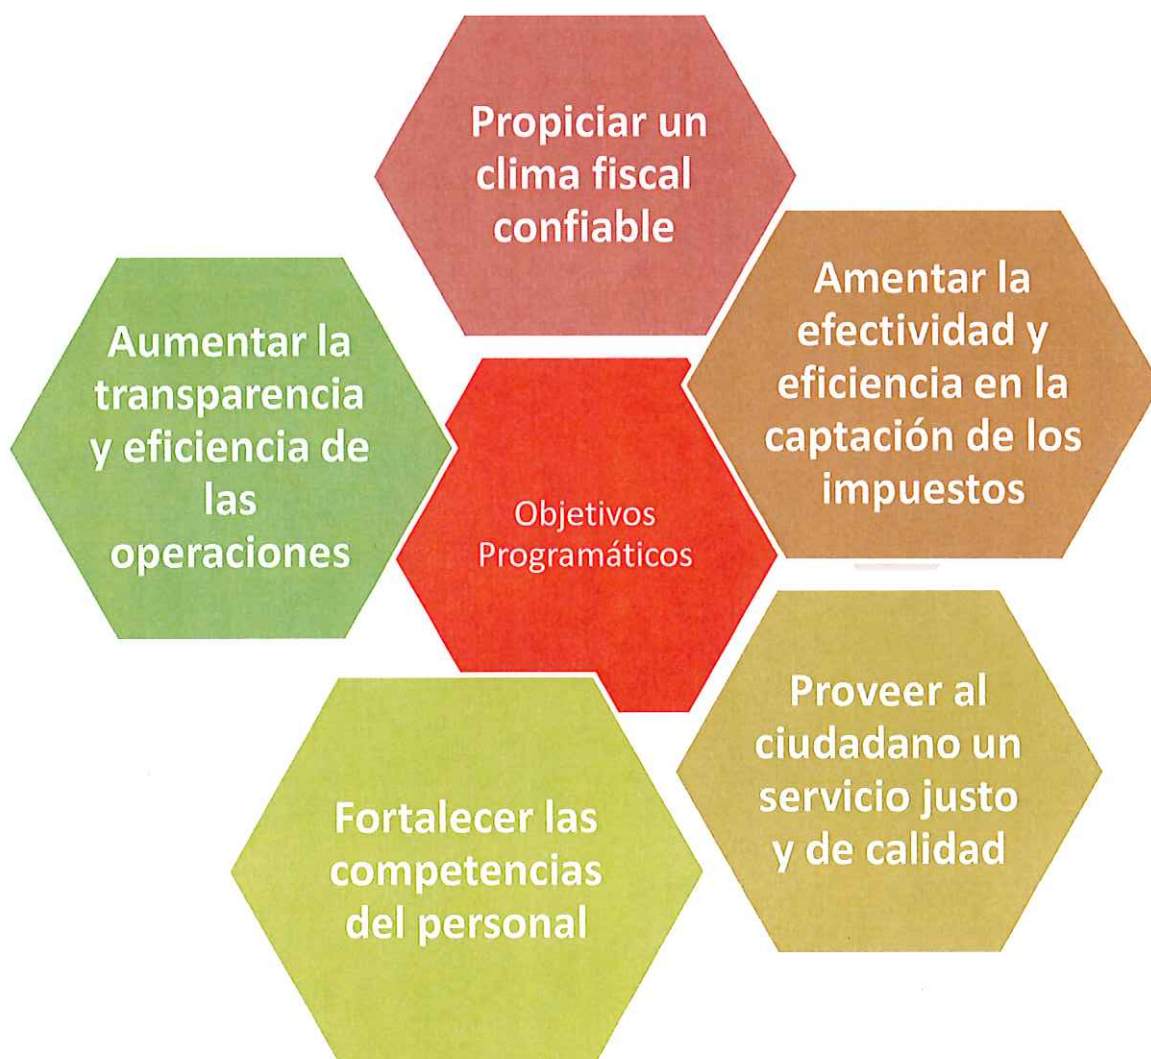 Propiciar un
clima fiscal
confiable
Amentar la
efectividad y
eficiencia en la
captación de los
impuestos
Aumentar la
transparencia
y eficiencia de
las
operaciones
Objetivos
Programáticos
Proveer al
ciudadano un
servicio justo
y de calidad
Fortalecer las
competencias
del personal